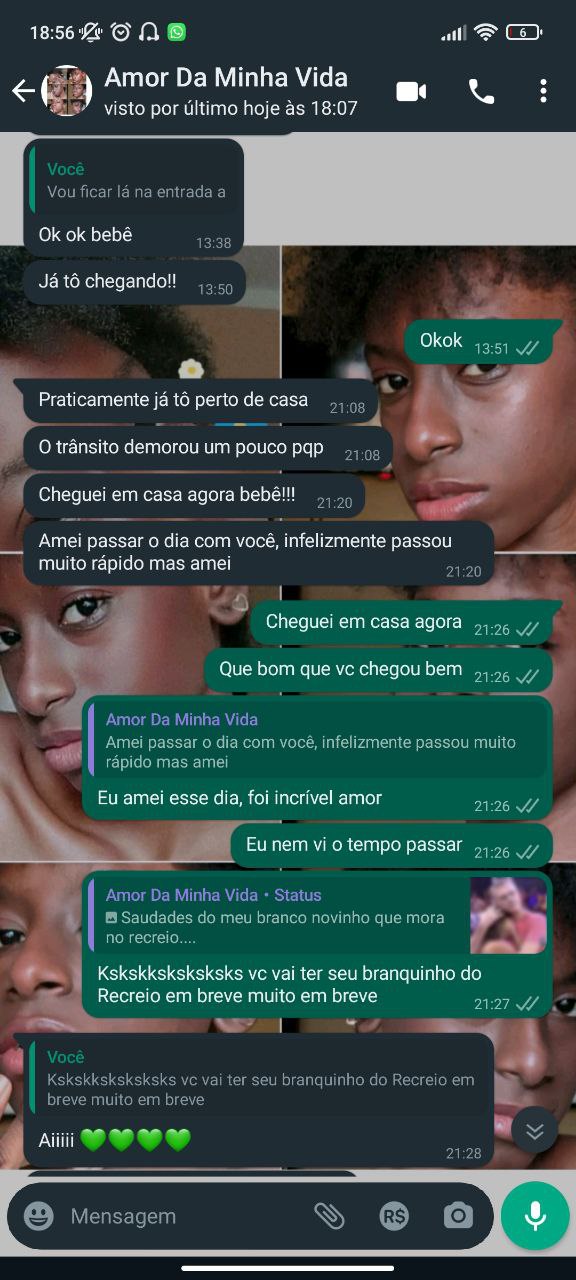 18:56
6
Amor Da Minha Vida
visto por último hoje às 18:07
Você
Vou ficar lá na entrada a
Ok ok bebê
13:38
Já tô chegando!!
13:50
Okok
13:51
Praticamente já tô perto de casa
21:08
O trânsito demorou um pouco pqp
21:08
Cheguei em casa agora bebê!!!
21:20
Amei passar o dia com você, infelizmente passou
muito rápido mas amei
21:20
Cheguei em casa agora
21:26
Que bom que vc chegou bem
21:26
Amor Da Minha Vida
Amei passar o dia com você, infelizmente passou muito
rápido mas amei
Eu amei esse dia, foi incrível amor
21:26
Eu nem vi o tempo passar
21:26
Amor Da Minha Vida • Status
Saudades do meu branco novinho que mora
no recreio....
Kskskksksksksks vc vai ter seu branquinho do
Recreio em breve muito em breve
21:27
Você
Kskskksksksksks vc vai ter seu branquinho do Recreio em
breve muito em breve
Aiiiii 💚💚💚💚
21:28
Mensagem
R$